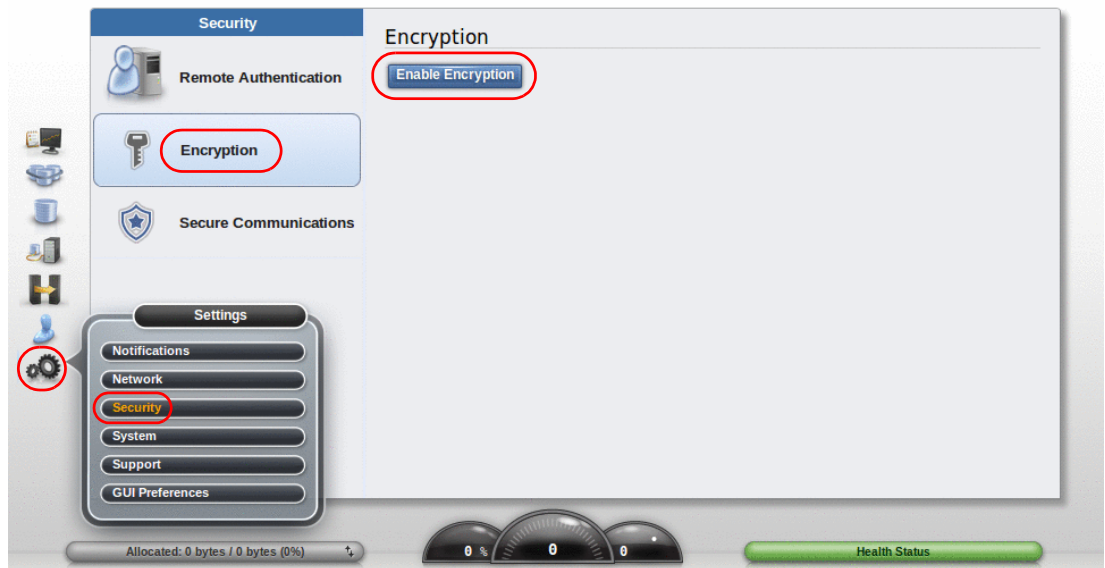 Security
Remote Authentication
Encryption
Secure Communications
Encryption
Enable Encryption
Settings
Notifications
Network
Security
System
Support
GUI Preferences
Allocated: 0 bytes / 0 bytes (0%)
0 %
0
0
Health Status